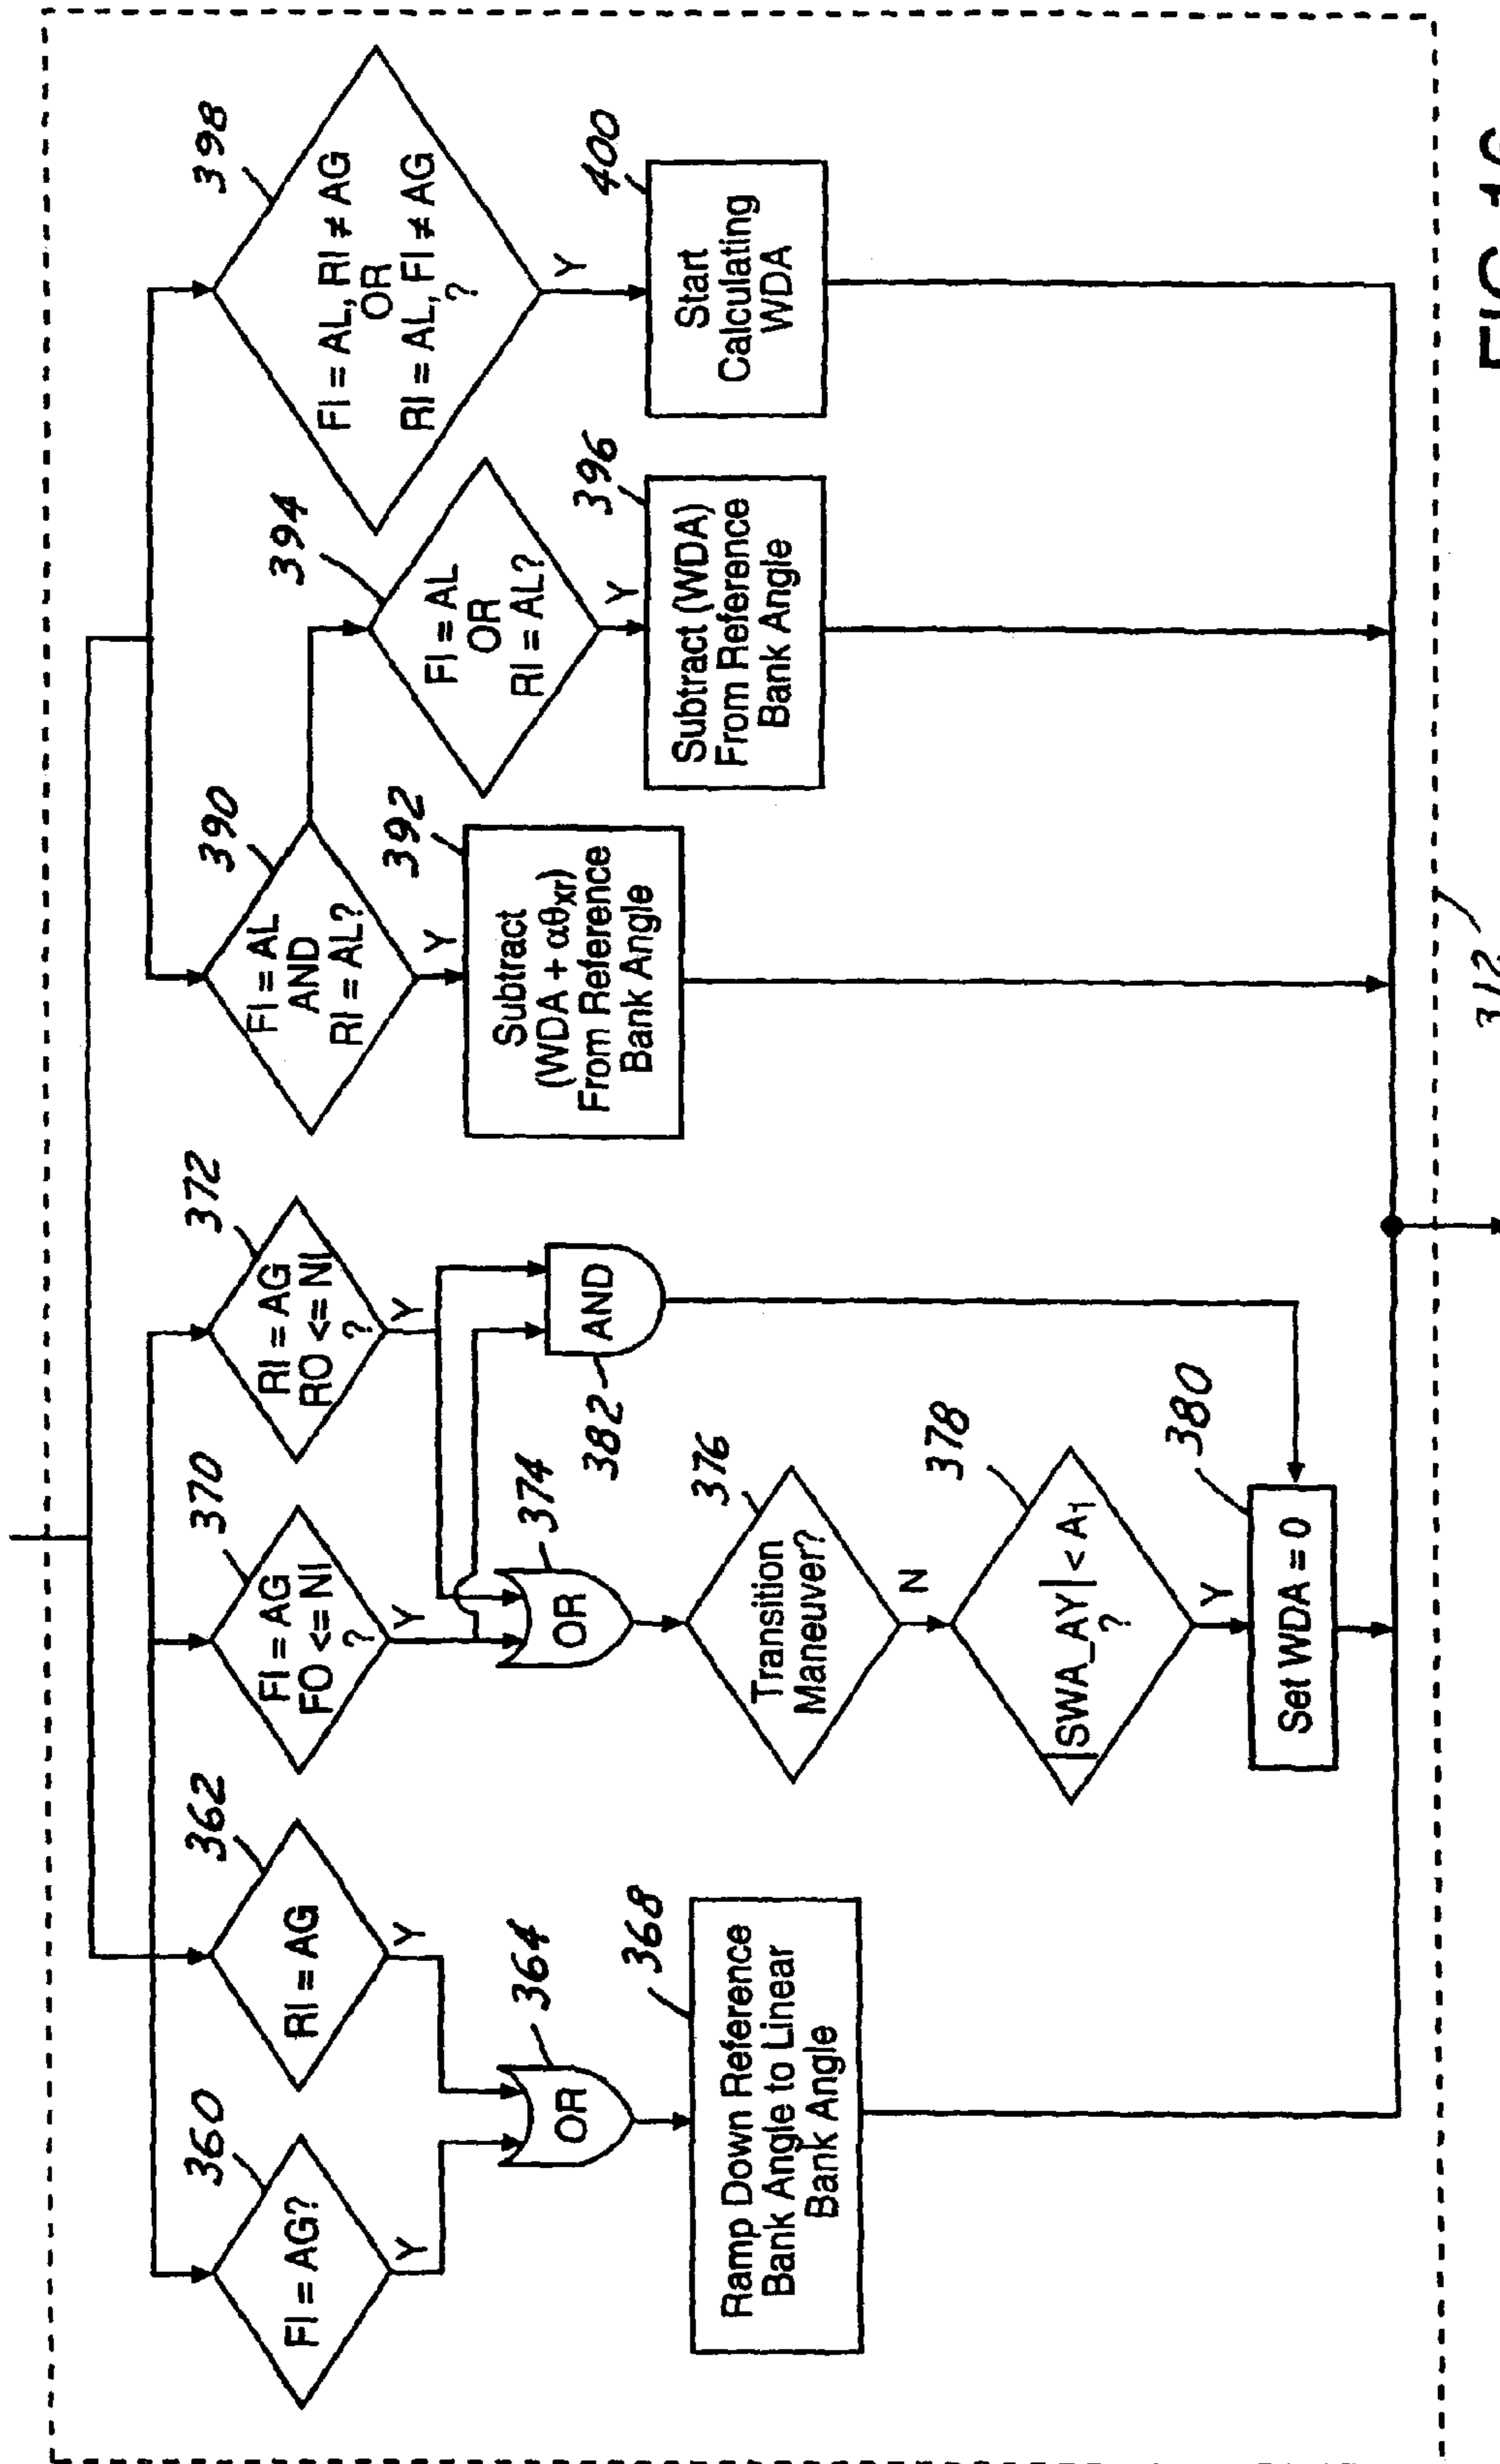 360
FI = AG?
Y
362
RI = AG
Y
364
OR
368
Ramp Down Reference
Bank Angle to Linear
Bank Angle
370
FI = AG
FO <= NI
?
Y
372
RI = AG
RO <= NI
?
Y
374
OR
382
AND
376
Transition
Maneuver?
N
378
|SWA_AY| < A1
?
Y
380
Set WDA = 0
390
FI = AL
AND
RI = AL?
Y
392
Subtract
(WDA + αθxr)
From Reference
Bank Angle
394
FI = AL
OR
RI = AL?
Y
396
Subtract (WDA)
From Reference
Bank Angle
398
FI = AL, RI ≠ AG
OR
RI = AL, FI ≠ AG
?
Y
400
Start
Calculating
WDA
312